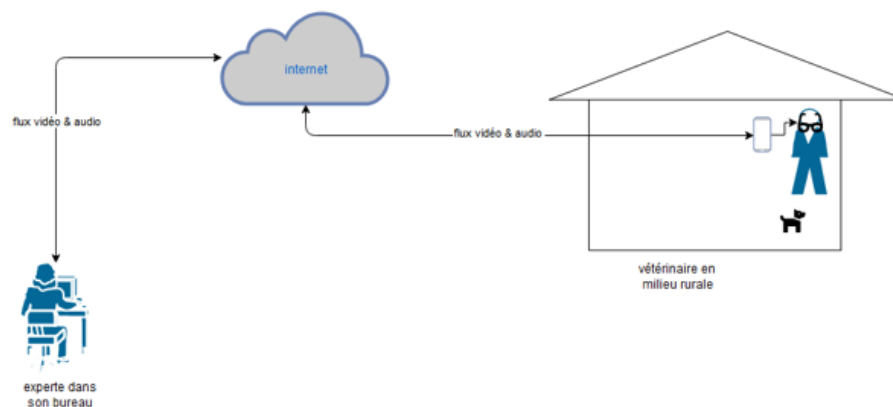 internet
flux vidéo & audio
flux vidéo & audio
vétérinaire en
milieu rurale
experte dans
son bureau